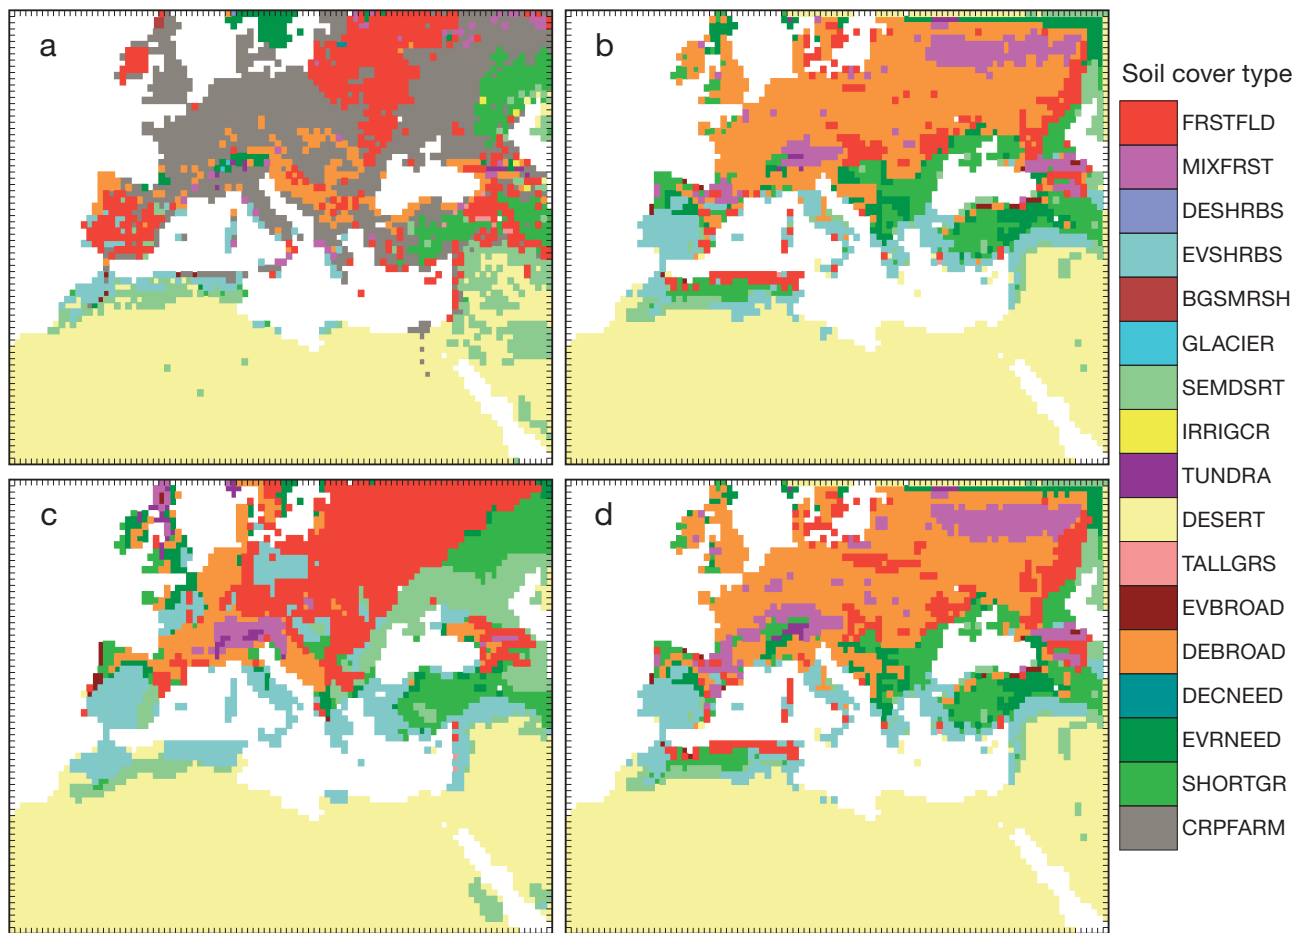 a
b
Soil cover type
FRSTFLD
MIXFRST
DESHRBS
EVSHRBS
BGSMRSH
GLACIER
SEMDSRT
IRRIGCR
TUNDRA
DESERT
TALLGRS
EVBROAD
DEBROAD
DECNEED
EVRNEED
SHORTGR
CRPFARM
c
d